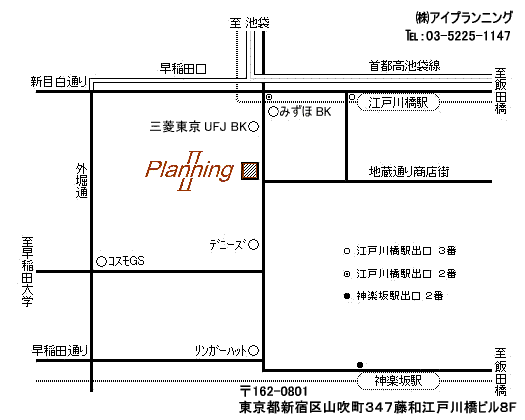 ㈱アイプランニング
℡：03-5225-1147
至 池袋
早稲田口
首都高池袋線
新目白通り
至飯田橋
江戸川橋駅
みずほ BK
三菱東京 UFJ BK
Planning
外堀通
地蔵通り商店街
デニーズ
至早稲田大学
コスモGS
江戸川橋駅出口 3番
江戸川橋駅出口 2番
神楽坂駅出口 2番
早稲田通り
リンガーハット
至飯田橋
神楽坂駅
〒162-0801
東京都新宿区山吹町347藤和江戸川橋ビル8F